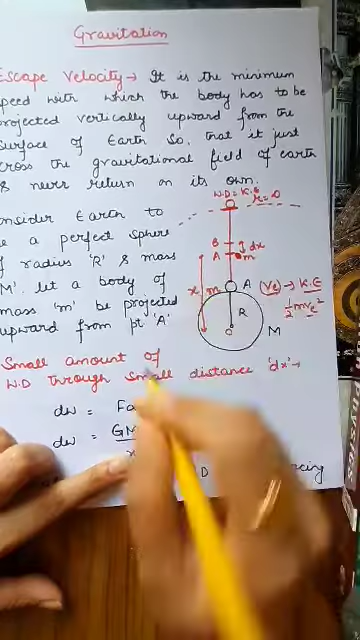 Gravitation
Escape Velocity → It is the minimum
speed with which the body has to be
projected vertically upward from the
surface of Earth so, that it just
cross the gravitational field of earth
& never return on its own.
Consider Earth to
be a perfect sphere
of radius 'R' & mass
'M'. let a body of
mass 'm' be projected
upward from pt 'A'
W.D = K.E
B
dx
A
m
x
m
A
(Ve) → K.E
1/2 mve²
R
M
O
Small amount of
W.D through small distance 'dx' →
dw =
dw = GM